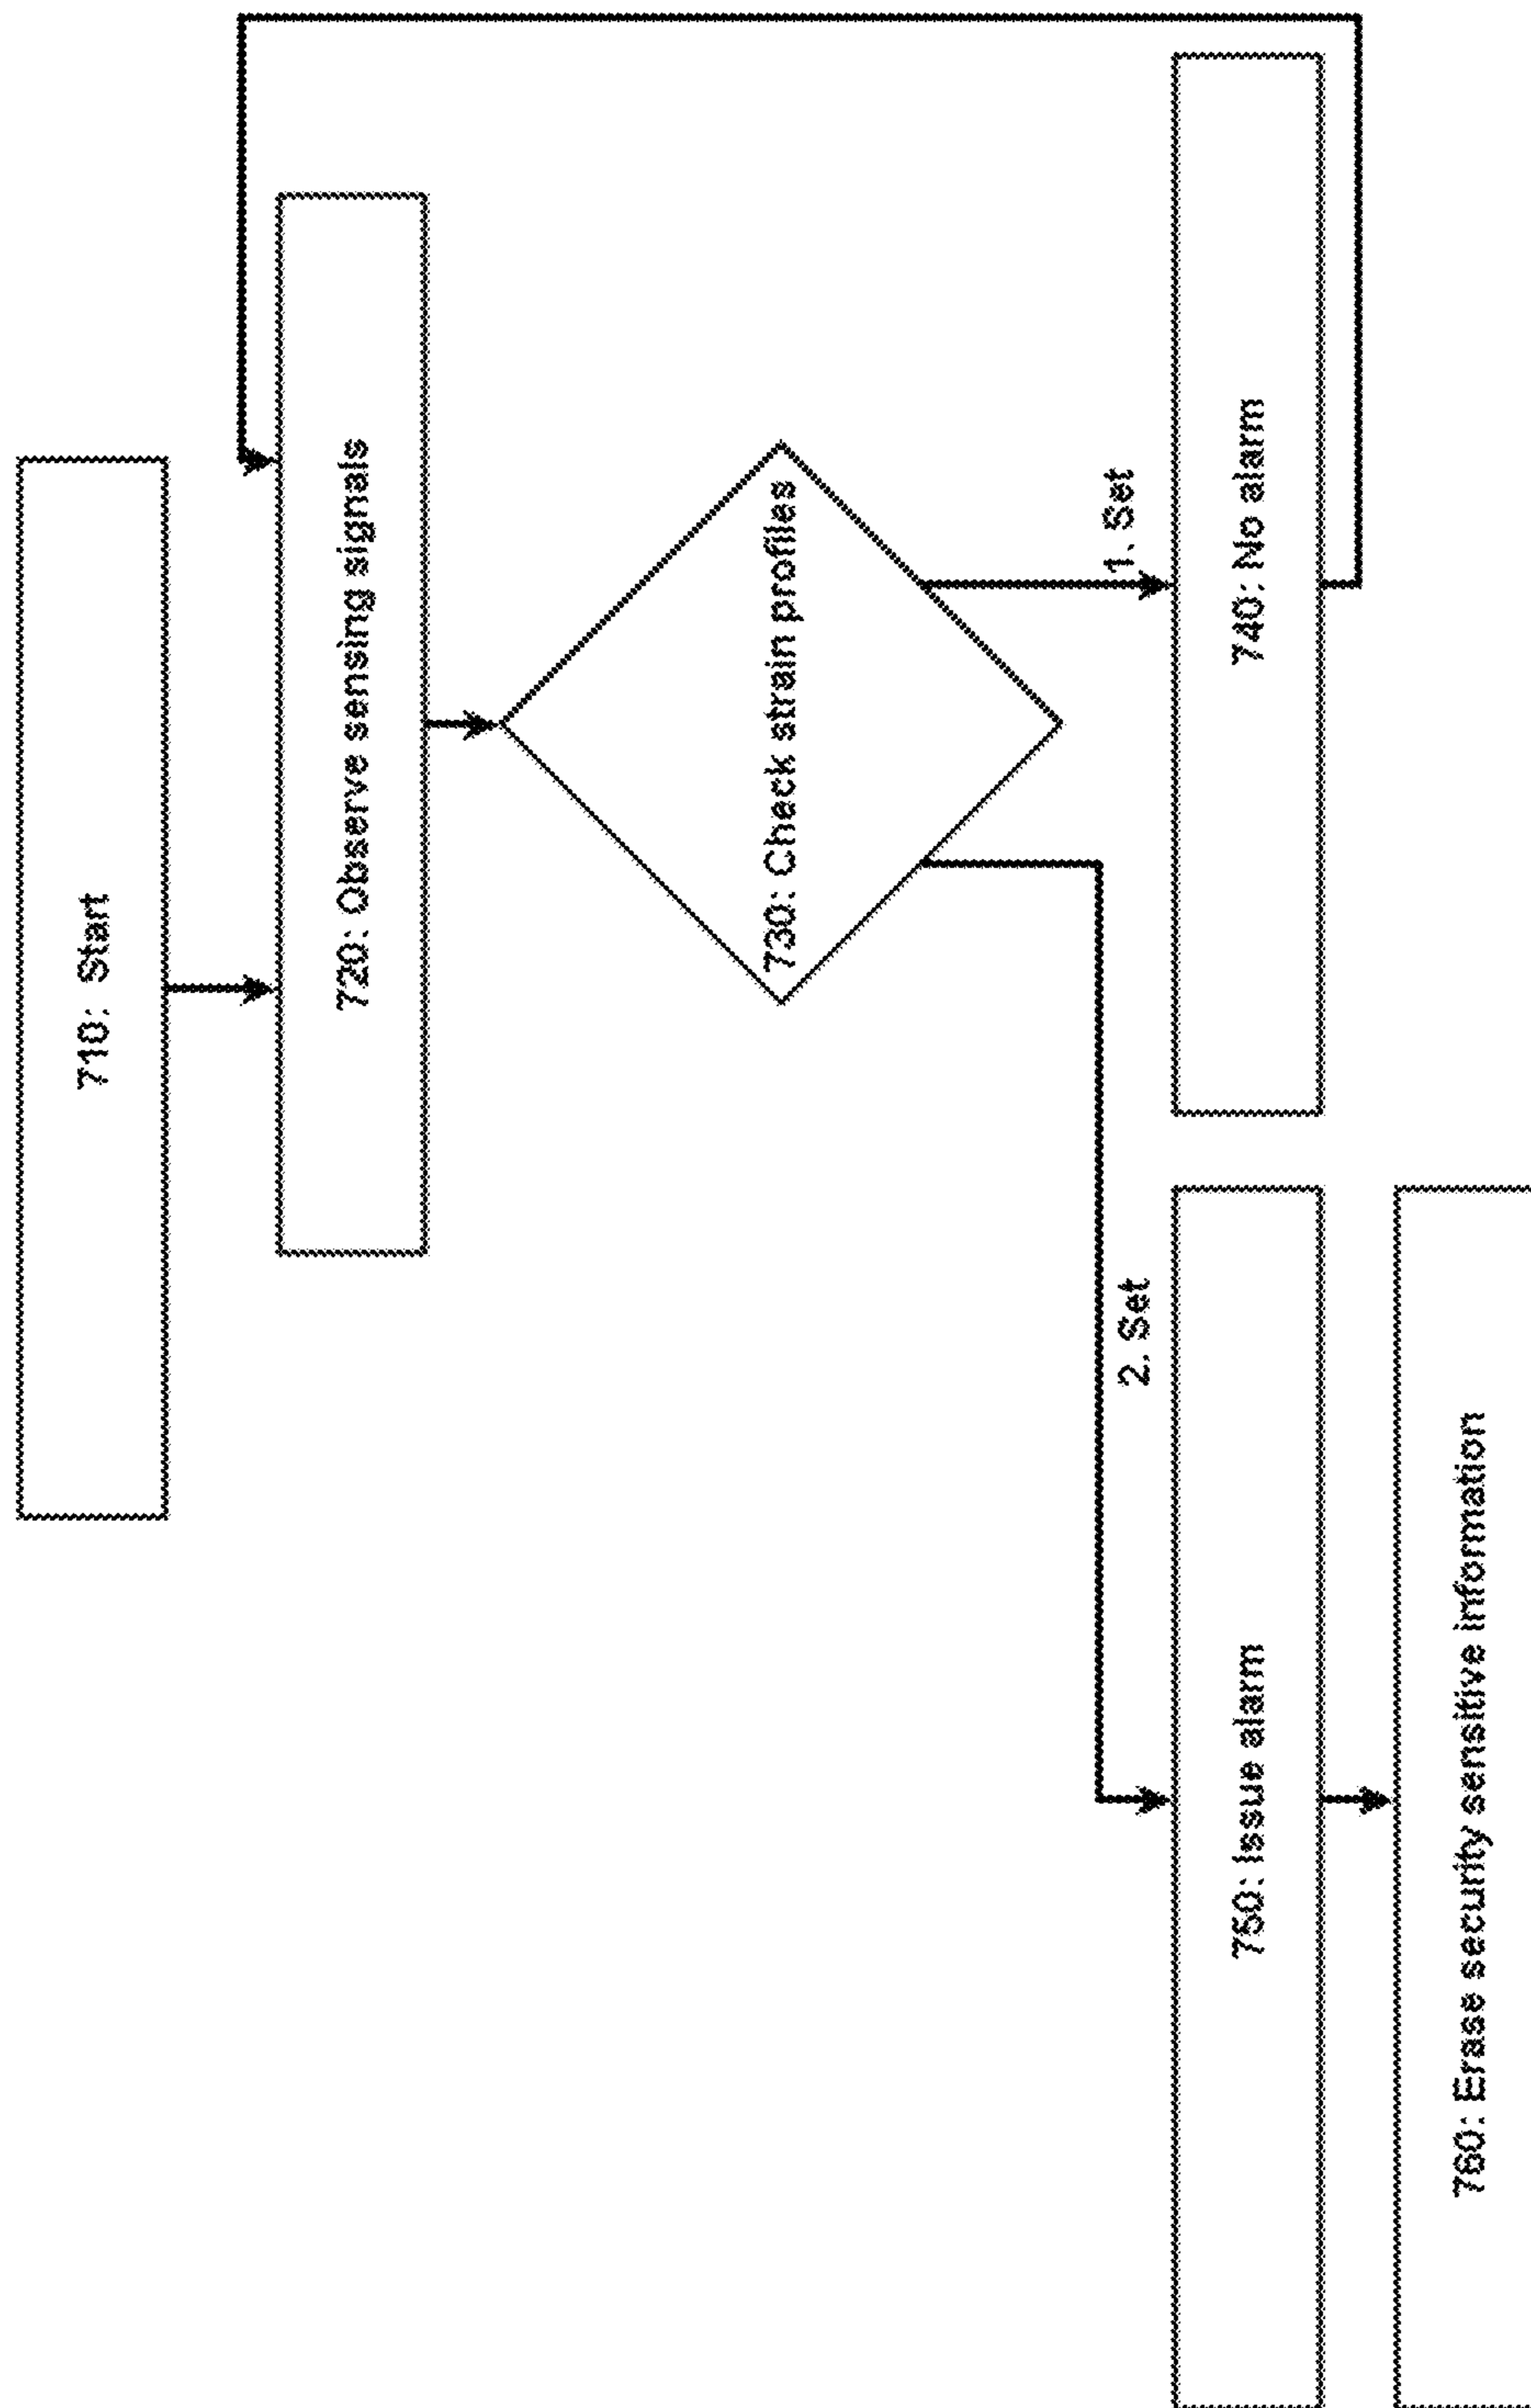 710: Start
720: Observe sensing signals
730: Check strain profiles
1. Set
740: No alarm
2. Set
750: Issue alarm
760: Erase security sensitive information